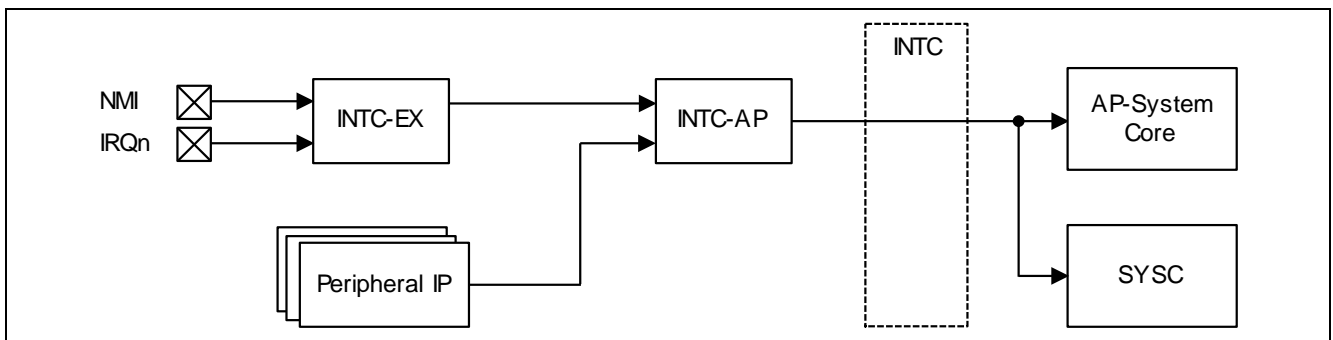 INTC
NMI
IRQn
INTC-EX
INTC-AP
AP-System
Core
Peripheral IP
SYSC